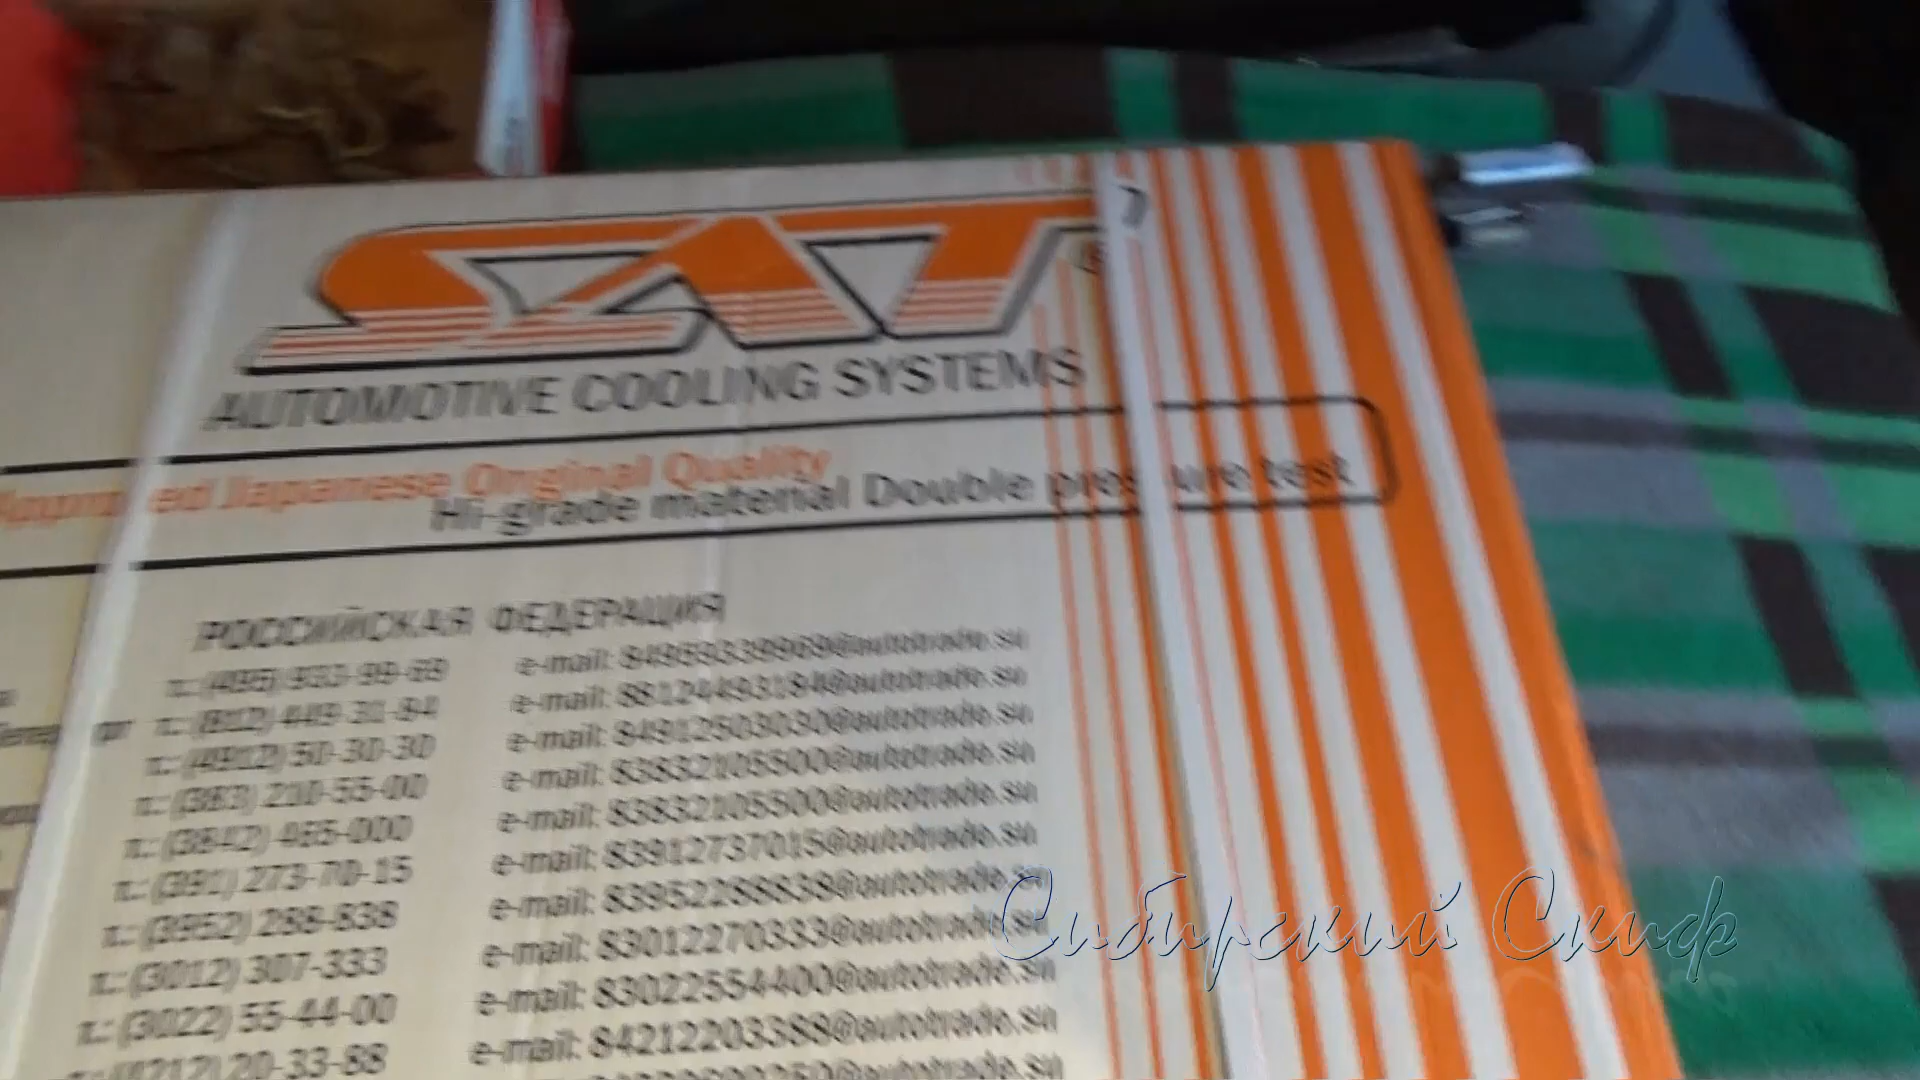 SAT
AUTOMOTIVE COOLING SYSTEMS
Japanese Original Quality
Hi-grade material Double pressure test
РОССИЙСКАЯ ФЕДЕРАЦИЯ
т.: (495) 933-99-69 e-mail: 84959339969@autotrade.su
т.: (812) 449-31-84 e-mail: 88124493184@autotrade.su
т.: (4912) 50-30-30 e-mail: 84912503030@autotrade.su
т.: (383) 210-55-00 e-mail: 83832105500@autotrade.su
т.: (3842) 465-000 e-mail: 83832105500@autotrade.su
т.: (391) 273-70-15 e-mail: 83912737015@autotrade.su
т.: (3952) 288-838 e-mail: 83952288838@autotrade.su
т.: (3012) 307-333 e-mail: 83012270333@autotrade.su
т.: (3022) 55-44-00 e-mail: 83022554400@autotrade.su
т.: (4212) 20-33-88 e-mail: 84212203388@autotrade.su
Сибирский Скиф